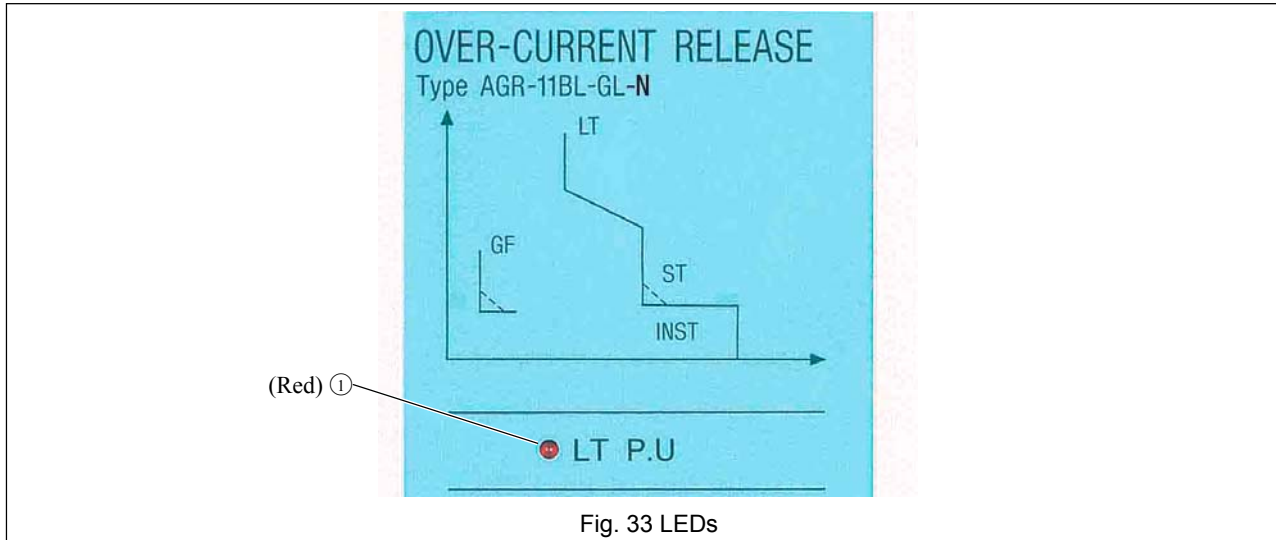 OVER-CURRENT RELEASE
Type AGR-11BL-GL-N
LT
GF
ST
INST
(Red) ①
LT P.U
Fig. 33 LEDs